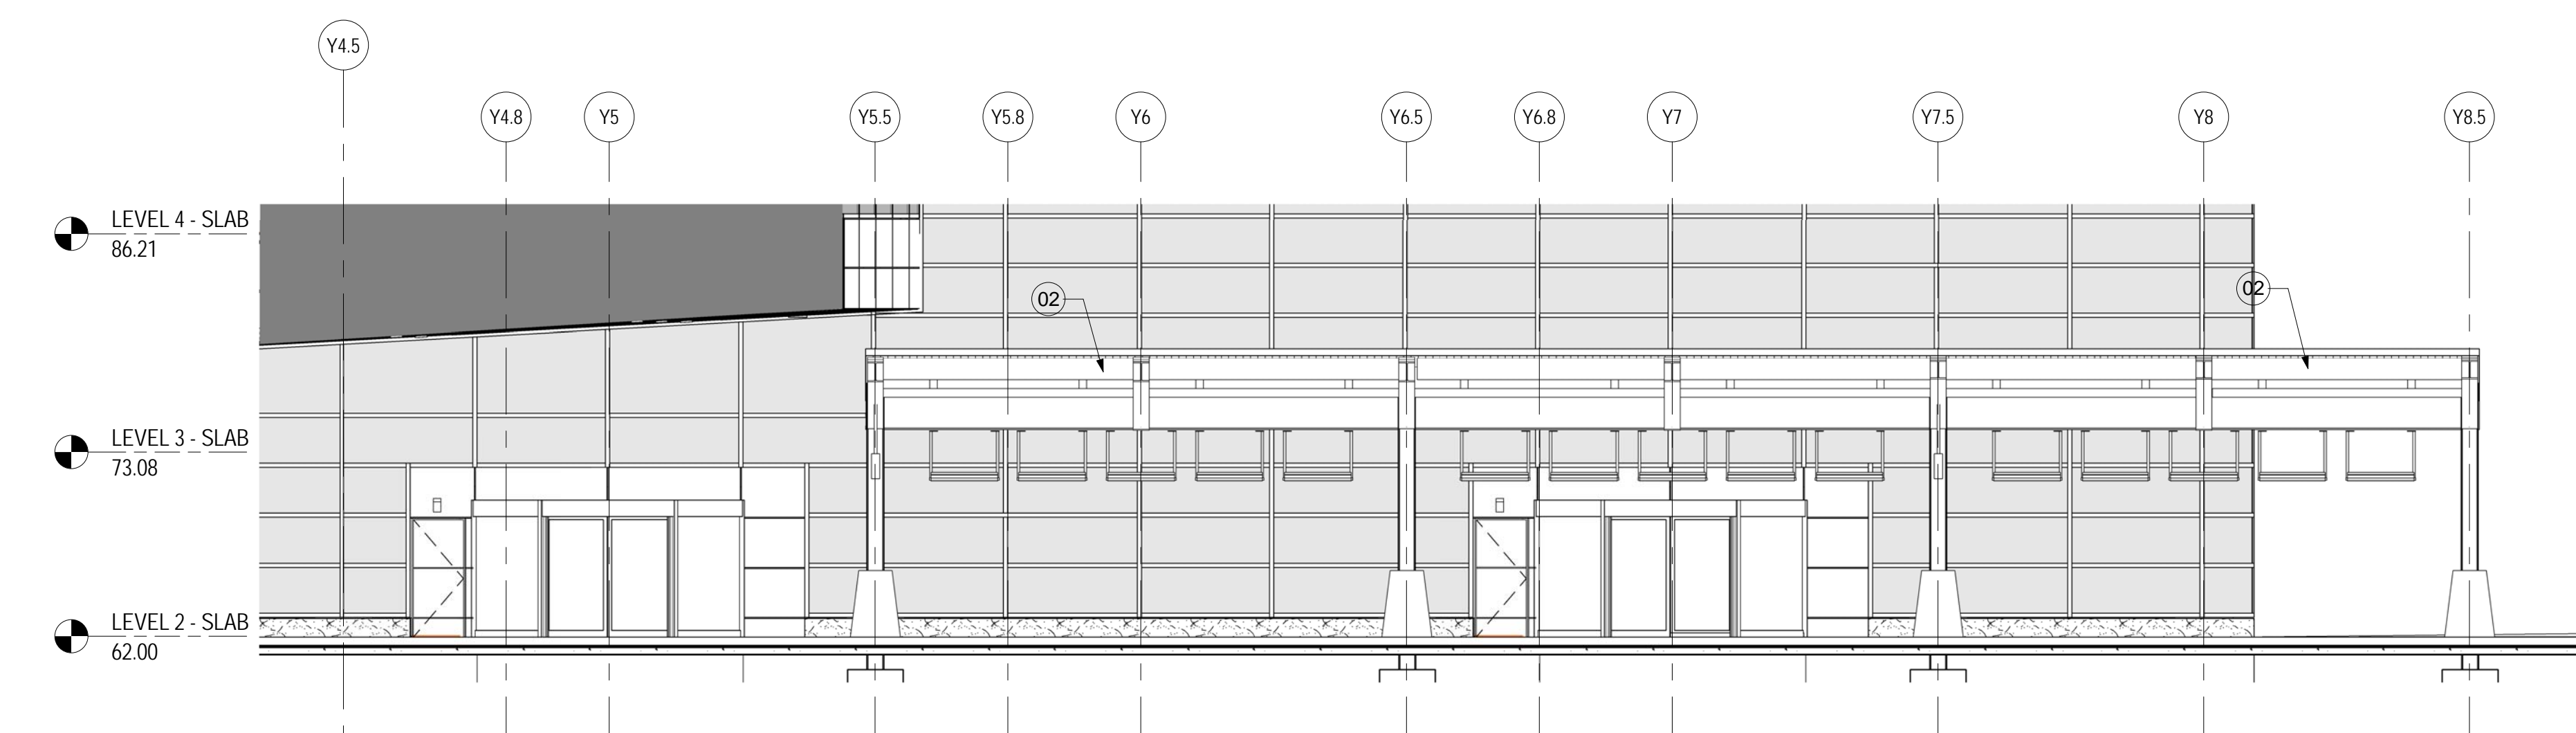 Y4.5
Y4.8
Y5
Y5.5
Y5.8
Y6
Y6.5
Y6.8
Y7
Y7.5
Y8
Y8.5
LEVEL 4 - SLAB
86.21
02
02
LEVEL 3 - SLAB
73.08
LEVEL 2 - SLAB
62.00